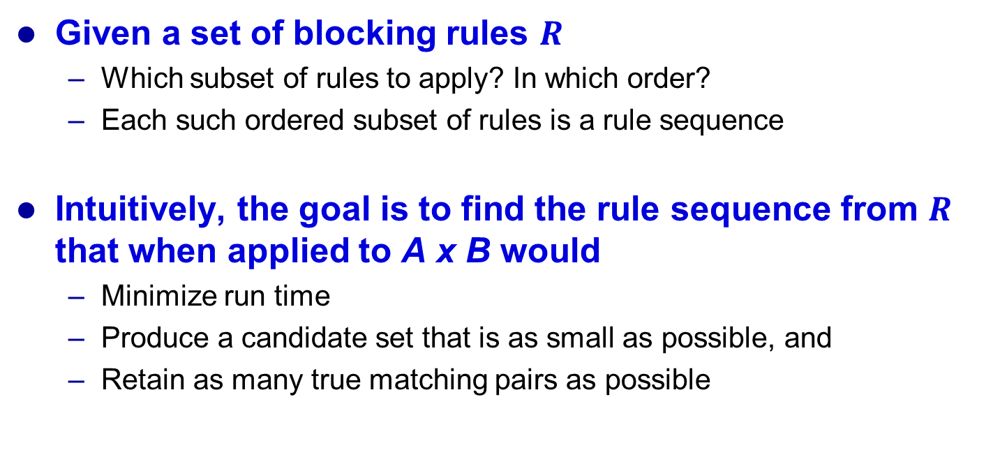 ● Given a set of blocking rules R
– Which subset of rules to apply? In which order?
– Each such ordered subset of rules is a rule sequence
● Intuitively, the goal is to find the rule sequence from R
that when applied to A x B would
– Minimize run time
– Produce a candidate set that is as small as possible, and
– Retain as many true matching pairs as possible